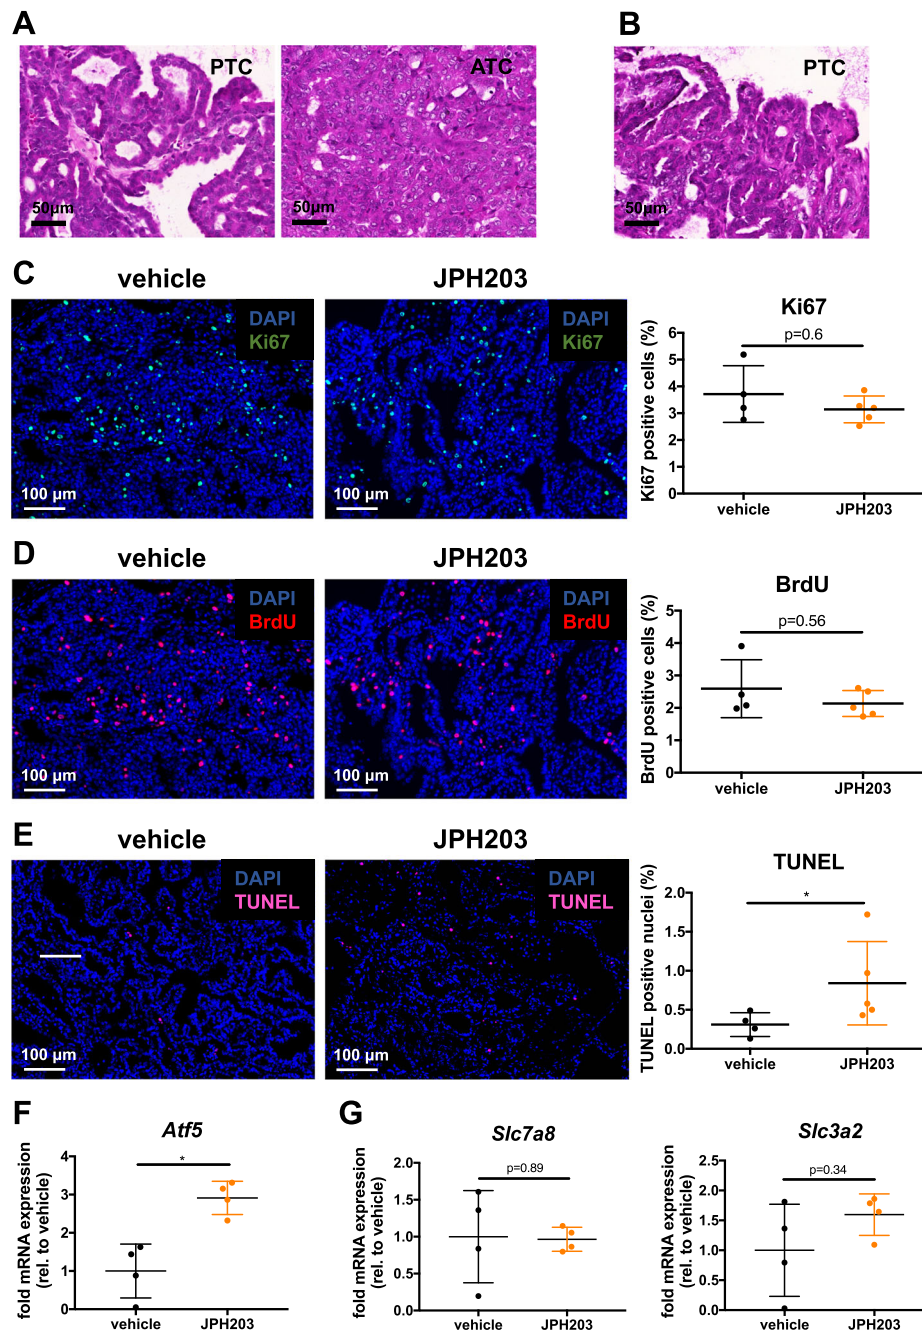 A
B
PTC
ATC
PTC
50µm
50µm
50µm
C
vehicle
JPH203
DAPI
Ki67
DAPI
Ki67
100 µm
100 µm
Ki67
p=0.6
Ki67 positive cells (%)
6
5
4
3
2
1
0
vehicle
JPH203
D
vehicle
JPH203
DAPI
BrdU
DAPI
BrdU
100 µm
100 µm
BrdU
p=0.56
BrdU positive cells (%)
5
4
3
2
1
0
vehicle
JPH203
E
vehicle
JPH203
DAPI
TUNEL
DAPI
TUNEL
100 µm
100 µm
TUNEL
*
TUNEL positive nuclei (%)
2.0
1.5
1.0
0.5
0.0
vehicle
JPH203
F
Atf5
*
fold mRNA expression
(rel. to vehicle)
4
3
2
1
0
vehicle
JPH203
G
Slc7a8
p=0.89
fold mRNA expression
(rel. to vehicle)
2.0
1.5
1.0
0.5
0.0
vehicle
JPH203
Slc3a2
p=0.34
fold mRNA expression
(rel. to vehicle)
2.5
2.0
1.5
1.0
0.5
0.0
vehicle
JPH203